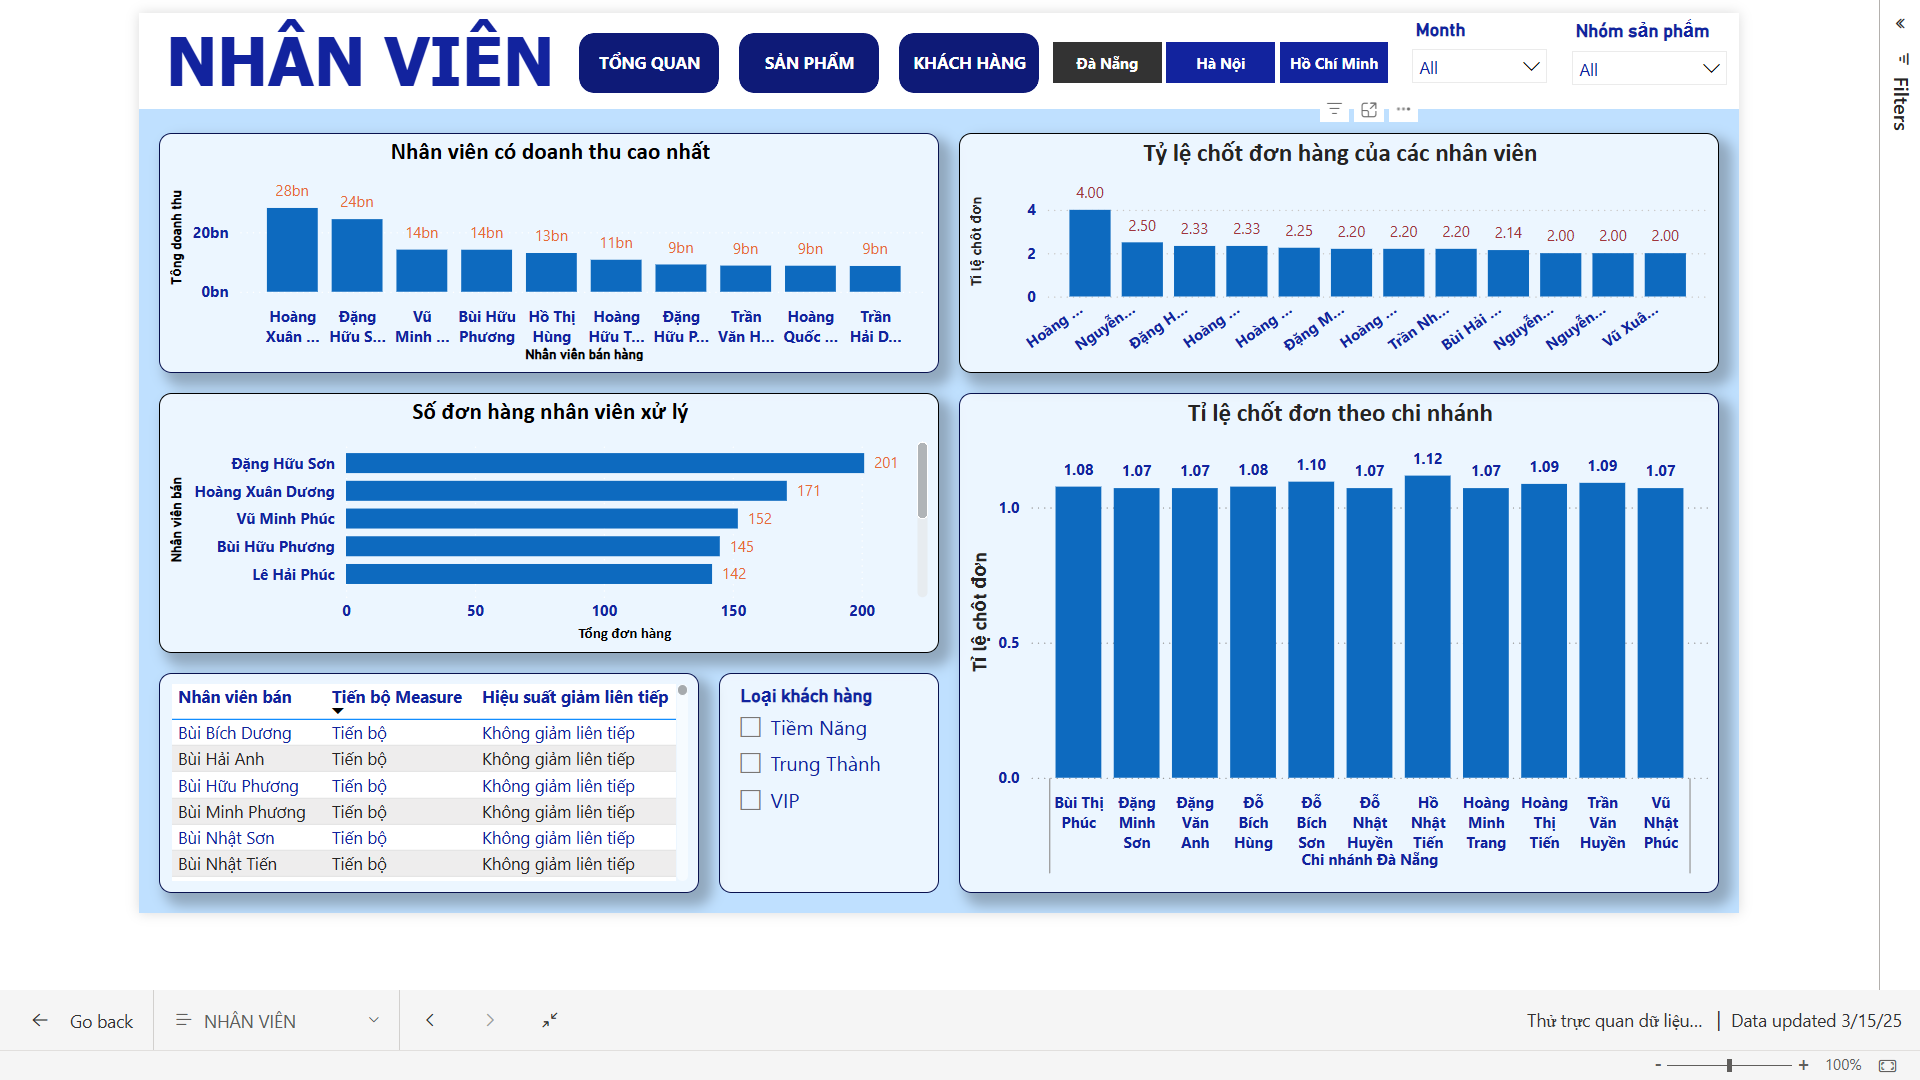 NHÂN VIÊN
TỔNG QUAN
SẢN PHẨM
KHÁCH HÀNG
Đà Nẵng
Hà Nội
Hồ Chí Minh
Month
All
Nhóm sản phẩm
All
«
Filters
Nhân viên có doanh thu cao nhất
Tổng doanh thu
20bn
0bn
28bn
24bn
14bn
14bn
13bn
11bn
9bn
9bn
9bn
9bn
Hoàng Xuân ...
Đặng Hữu S...
Vũ Minh ...
Bùi Hữu Phương
Hồ Thị Hùng
Hoàng Hữu T...
Đặng Hữu P...
Trần Văn H...
Hoàng Quốc ...
Trần Hải D...
Nhân viên bán hàng
Tỷ lệ chốt đơn hàng của các nhân viên
Tỉ lệ chốt đơn
4
2
0
4.00
2.50
2.33
2.33
2.25
2.20
2.20
2.20
2.14
2.00
2.00
2.00
Hoàng ...
Nguyễn...
Đặng H...
Hoàng ...
Hoàng ...
Đặng M...
Hoàng ...
Trần Nh...
Bùi Hải ...
Nguyễn...
Nguyễn...
Vũ Xuâ...
Số đơn hàng nhân viên xử lý
Nhân viên bán
Đặng Hữu Sơn 201
Hoàng Xuân Dương 171
Vũ Minh Phúc 152
Bùi Hữu Phương 145
Lê Hải Phúc 142
0 50 100 150 200
Tổng đơn hàng
Tỉ lệ chốt đơn theo chi nhánh
Tỉ lệ chốt đơn
1.0
0.5
0.0
1.08
1.07
1.07
1.08
1.10
1.07
1.12
1.07
1.09
1.09
1.07
Bùi Thị Phúc
Đặng Minh Sơn
Đặng Văn Anh
Đỗ Bích Hùng
Đỗ Bích Sơn
Đỗ Nhật Huyền
Hồ Nhật Tiến
Hoàng Minh Trang
Hoàng Thị Tiến
Trần Văn Huyền
Vũ Nhật Phúc
Chi nhánh Đà Nẵng
Nhân viên bán Tiến bộ Measure Hiệu suất giảm liên tiếp
Bùi Bích Dương Tiến bộ Không giảm liên tiếp
Bùi Hải Anh Tiến bộ Không giảm liên tiếp
Bùi Hữu Phương Tiến bộ Không giảm liên tiếp
Bùi Minh Phương Tiến bộ Không giảm liên tiếp
Bùi Nhật Sơn Tiến bộ Không giảm liên tiếp
Bùi Nhật Tiến Tiến bộ Không giảm liên tiếp
Loại khách hàng
Tiềm Năng
Trung Thành
VIP
Go back
NHÂN VIÊN
Thử trực quan dữ liệu... | Data updated 3/15/25
- + 100%